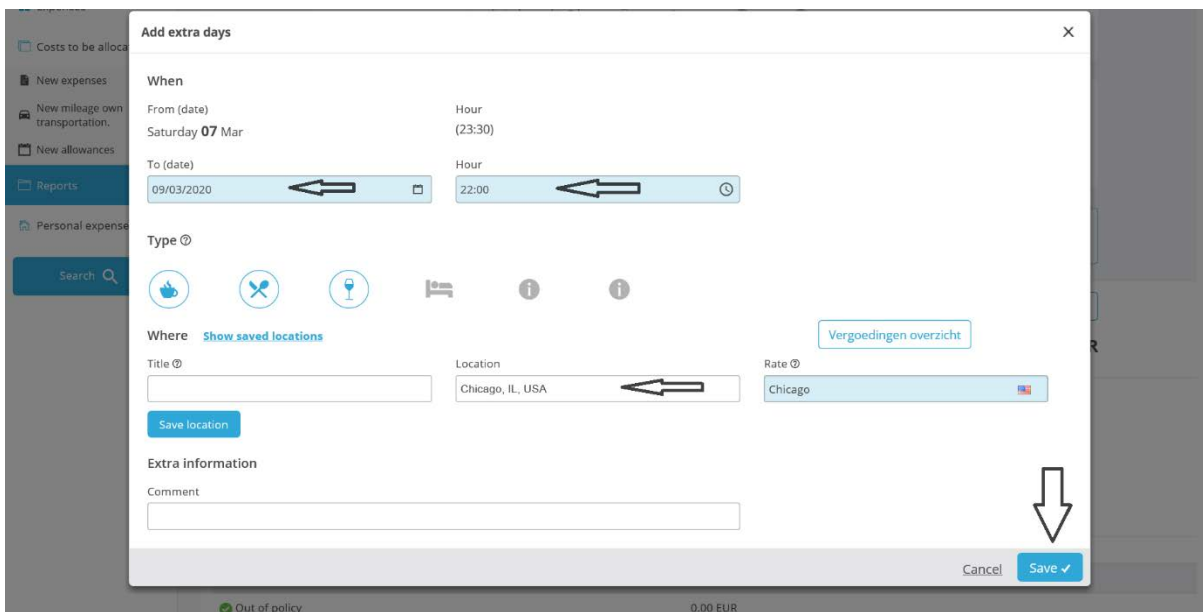 Add extra days
Costs to be alloca
New expenses
New mileage own
transportation.
New allowances
Reports
Personal expense
Search
When
From (date)
Hour
Saturday 07 Mar
(23:30)
To (date)
Hour
09/03/2020
22:00
Type
Where Show saved locations
Vergoedingen overzicht
Title
Location
Rate
Chicago, IL, USA
Chicago
Save location
Extra information
Comment
Cancel
Save
R
Out of policy
0.00 EUR